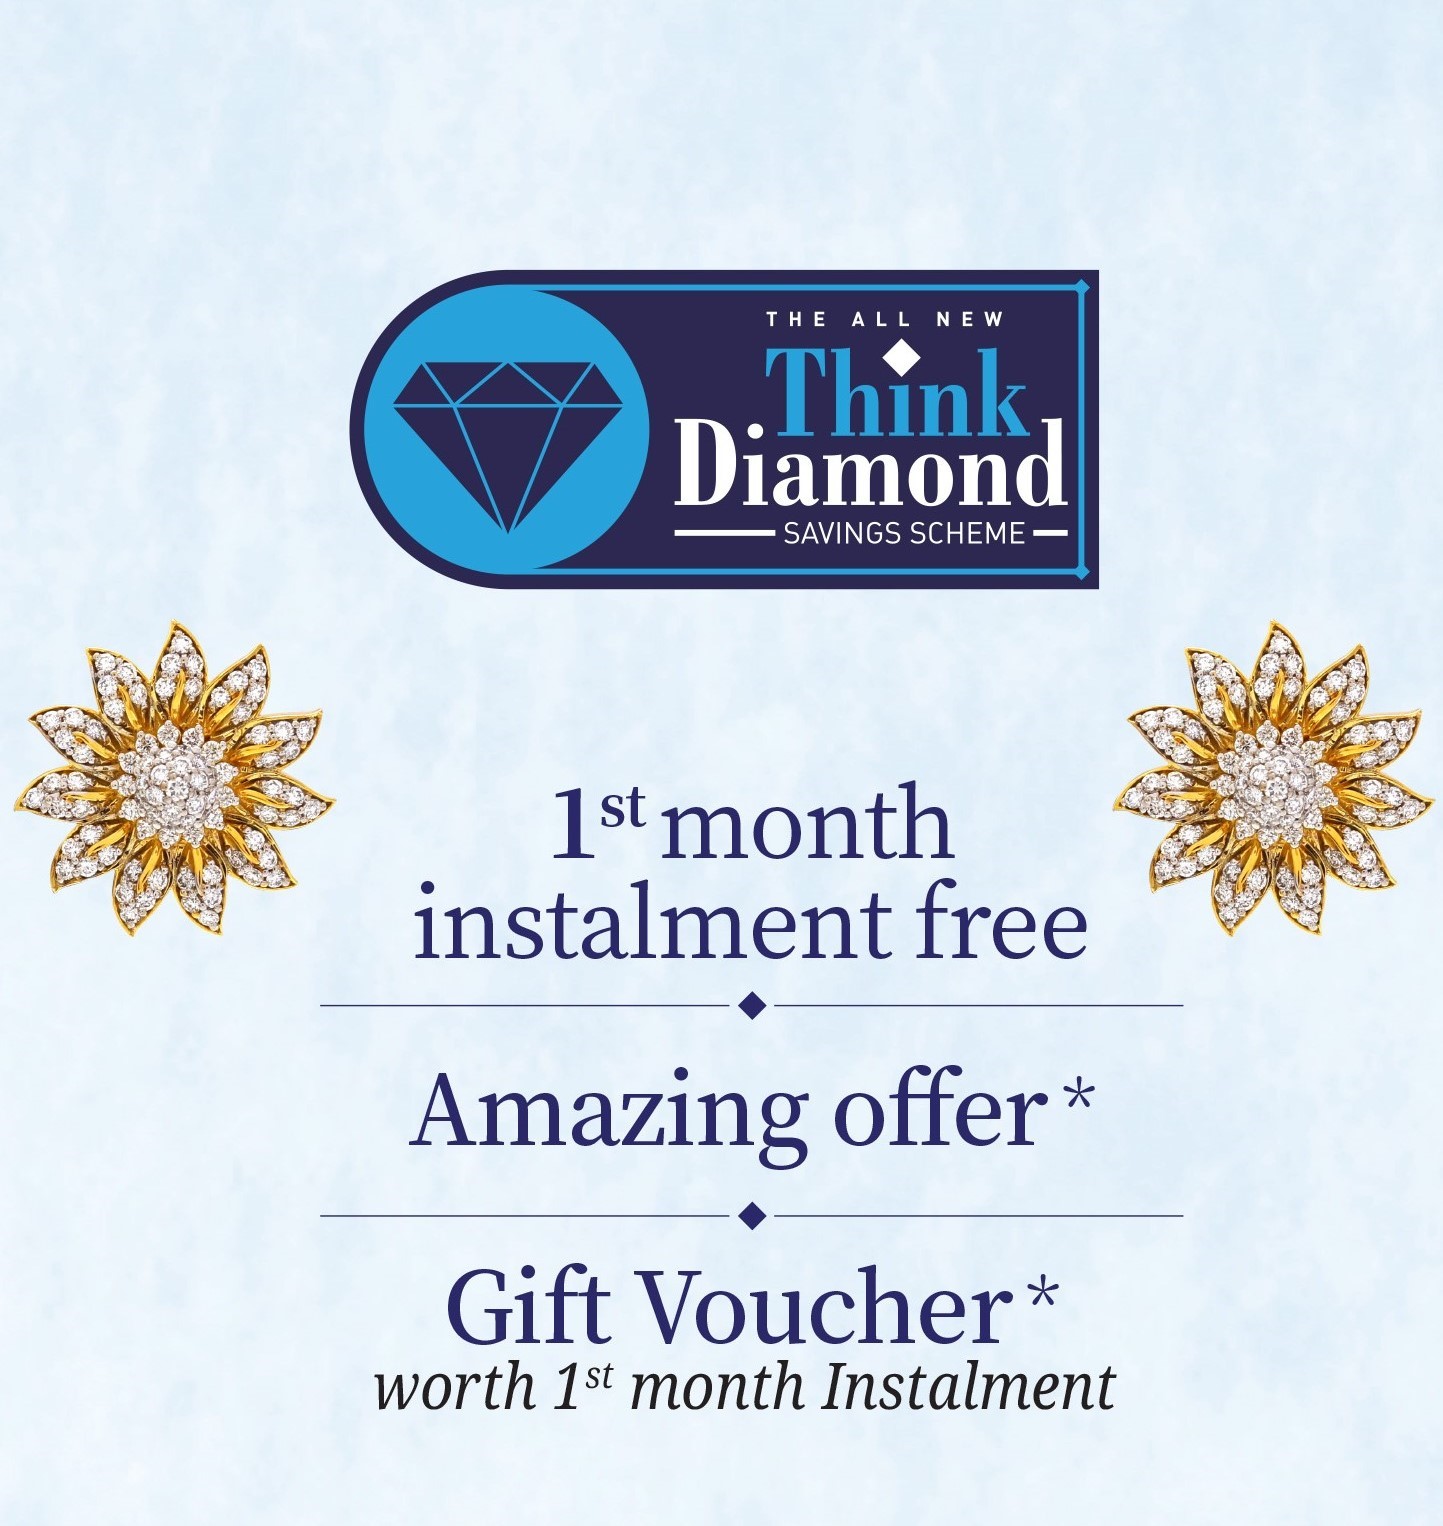 THE ALL NEW
Think
Diamond
SAVINGS SCHEME
1st month
instalment free
Amazing offer*
Gift Voucher*
worth 1st month Instalment